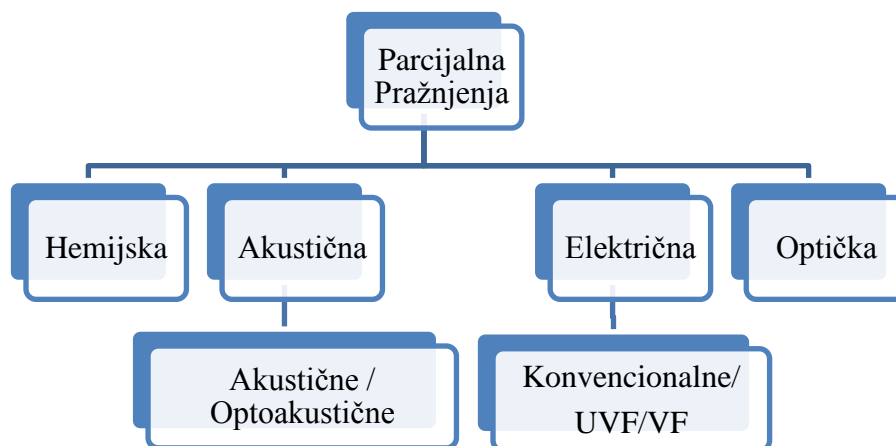 Parcijalna
Pražnjenja
Hemijska
Akustična
Električna
Optička
Akustične /
Optoakustične
Konvencionalne/
UVF/VF